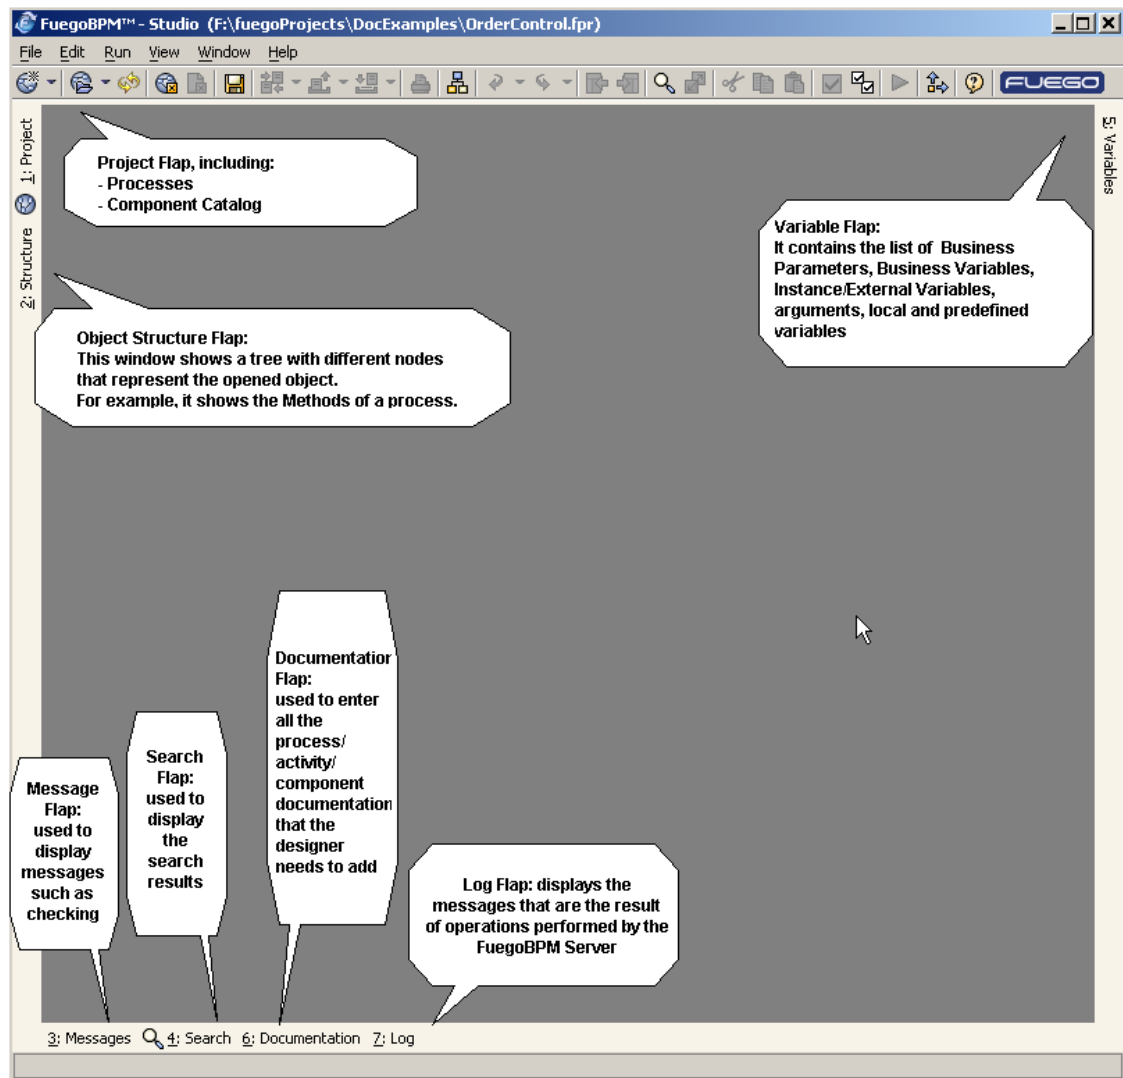 FuegoBPM™ - Studio (F:\fuegoProjects\DocExamples\OrderControl.fpr)
File Edit Run View Window Help
FUEGO
1: Project
2: Structure
5: Variables
Project Flap, including:
- Processes
- Component Catalog
Variable Flap:
It contains the list of Business
Parameters, Business Variables,
Instance/External Variables,
arguments, local and predefined
variables
Object Structure Flap:
This window shows a tree with different nodes
that represent the opened object.
For example, it shows the Methods of a process.
Message
Flap:
used to
display
messages
such as
checking
Search
Flap:
used to
display
the
search
results
Documentation
Flap:
used to enter
all the
process/
activity/
component
documentation
that the
designer
needs to add
Log Flap: displays the
messages that are the result
of operations performed by the
FuegoBPM Server
3: Messages 4: Search 6: Documentation 7: Log